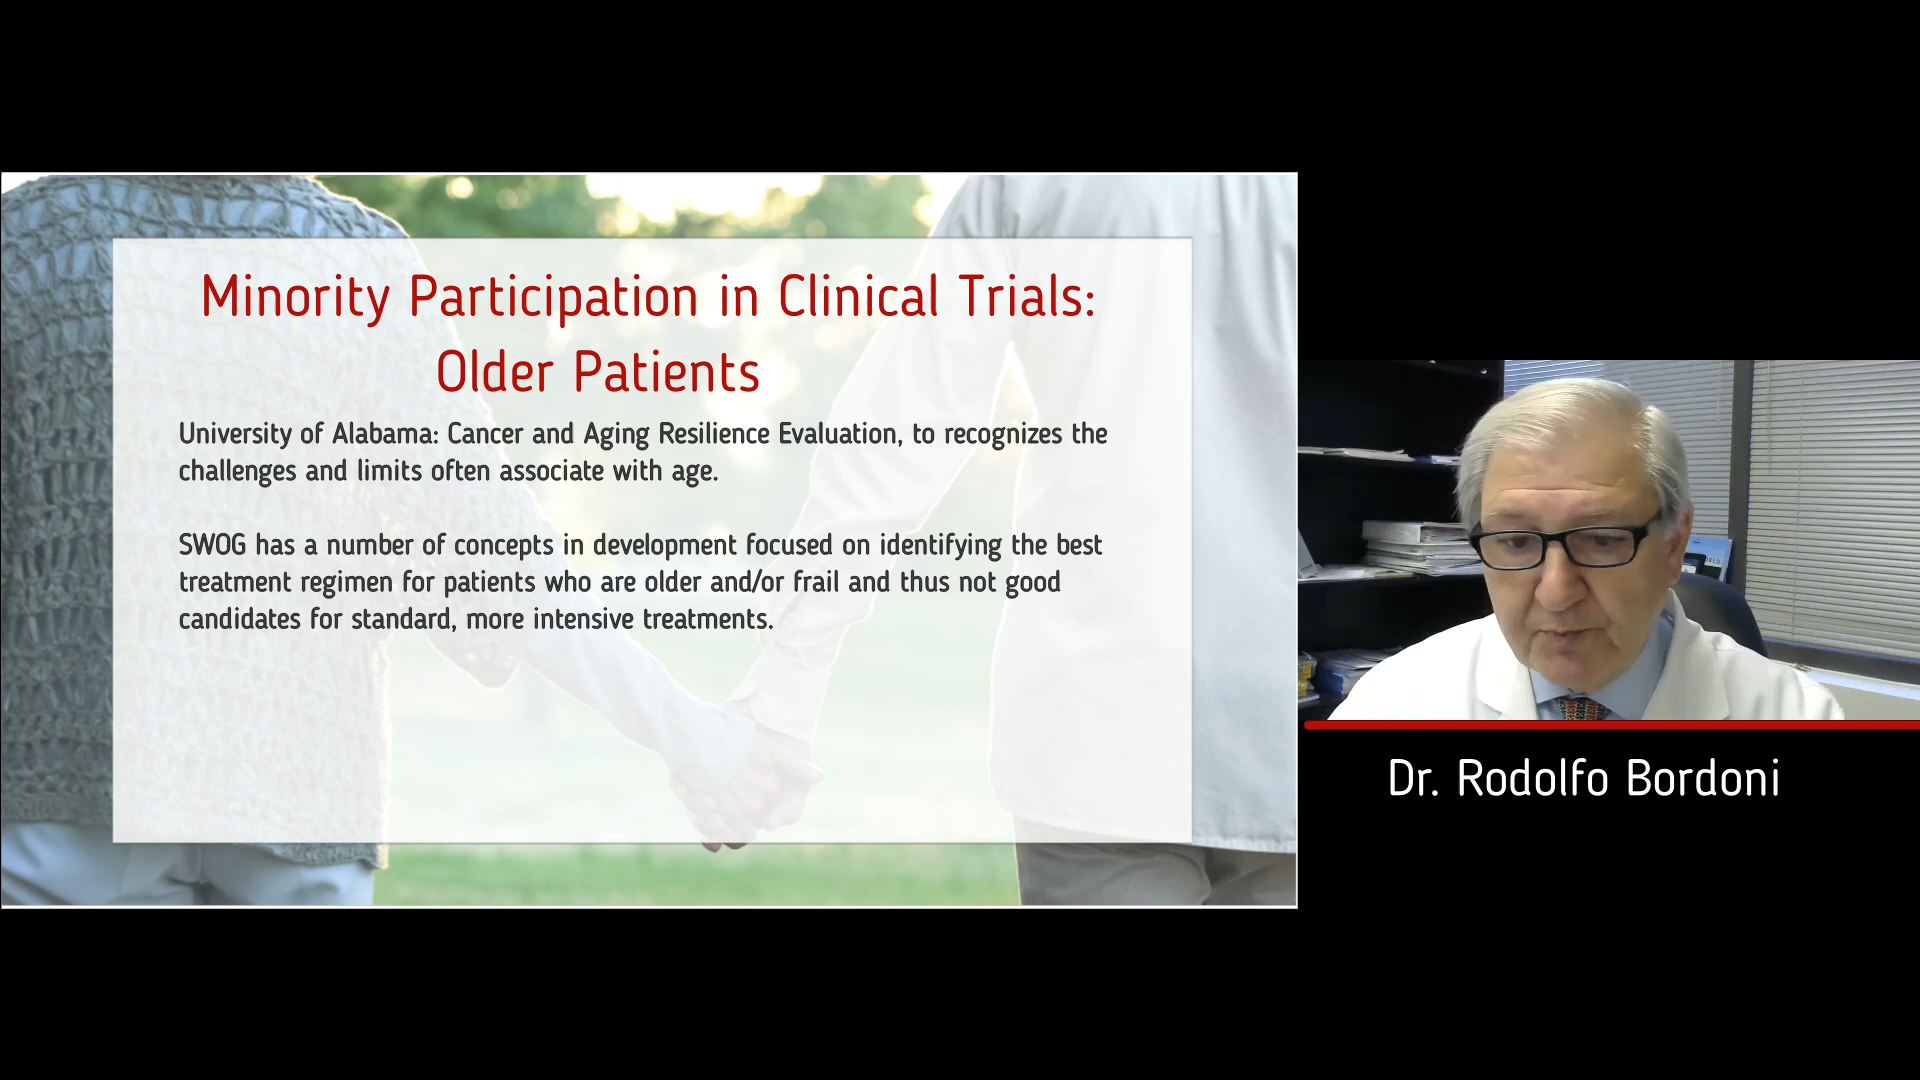 Minority Participation in Clinical Trials:
Older Patients
University of Alabama: Cancer and Aging Resilience Evaluation, to recognizes the
challenges and limits often associate with age.
SWOG has a number of concepts in development focused on identifying the best
treatment regimen for patients who are older and/or frail and thus not good
candidates for standard, more intensive treatments.
Dr. Rodolfo Bordoni